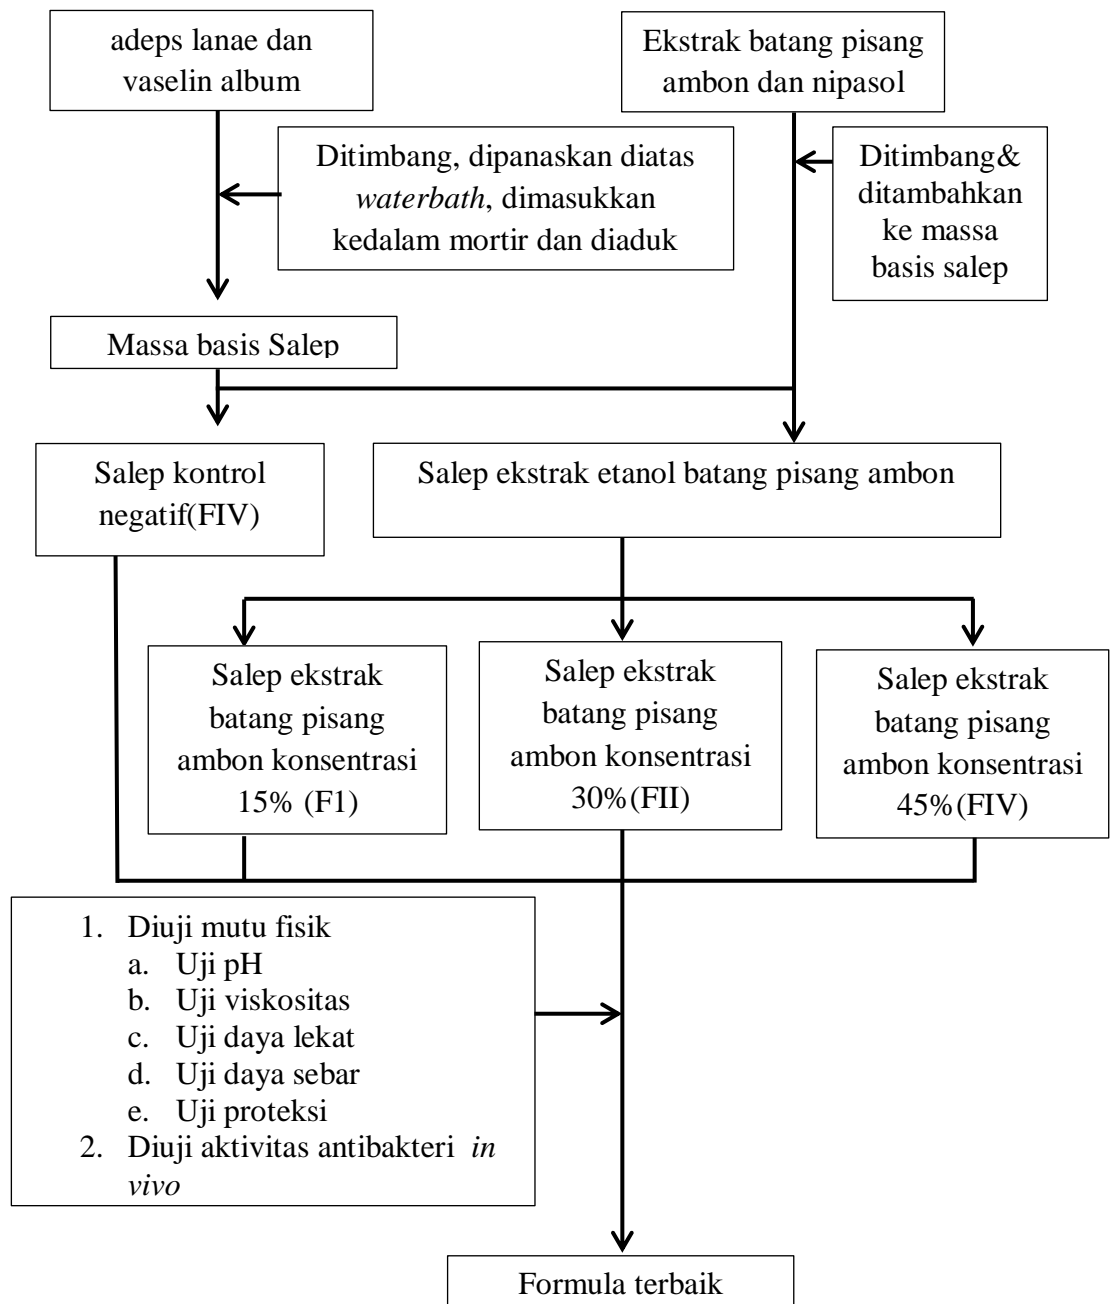 adeps lanae dan
vaselin album
Ekstrak batang pisang
ambon dan nipasol
Ditimbang, dipanaskan diatas
waterbath, dimasukkan
kedalam mortir dan diaduk
Ditimbang&
ditambahkan
ke massa
basis salep
Massa basis Salep
Salep kontrol
negatif(FIV)
Salep ekstrak etanol batang pisang ambon
Salep ekstrak
batang pisang
ambon konsentrasi
15% (F1)
Salep ekstrak
batang pisang
ambon konsentrasi
30%(FII)
Salep ekstrak
batang pisang
ambon konsentrasi
45%(FIV)
1. Diuji mutu fisik
a. Uji pH
b. Uji viskositas
c. Uji daya lekat
d. Uji daya sebar
e. Uji proteksi
2. Diuji aktivitas antibakteri in
vivo
Formula terbaik